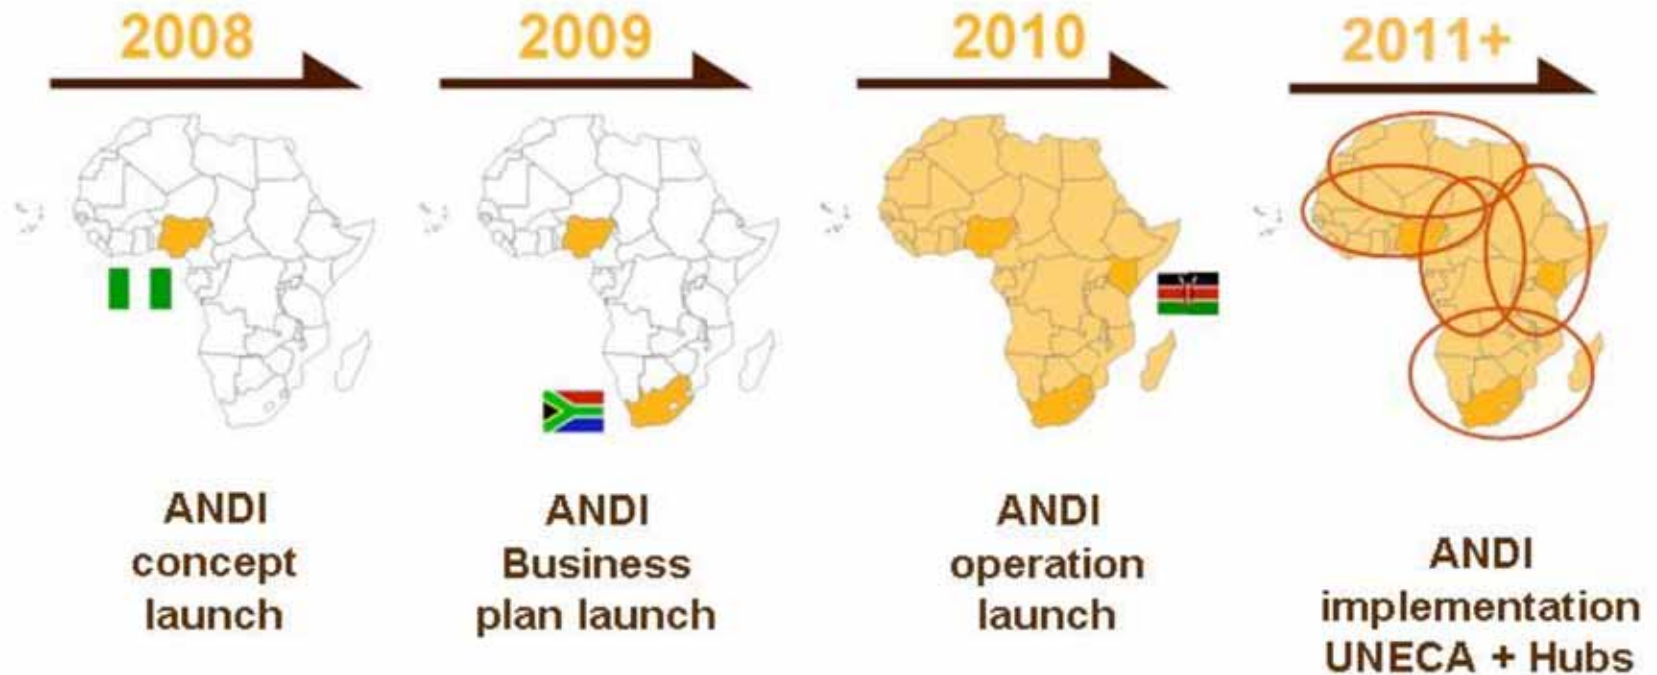 2008
2009
2010
2011+
ANDI
concept
launch
ANDI
Business
plan launch
ANDI
operation
launch
ANDI
implementation
UNECA + Hubs